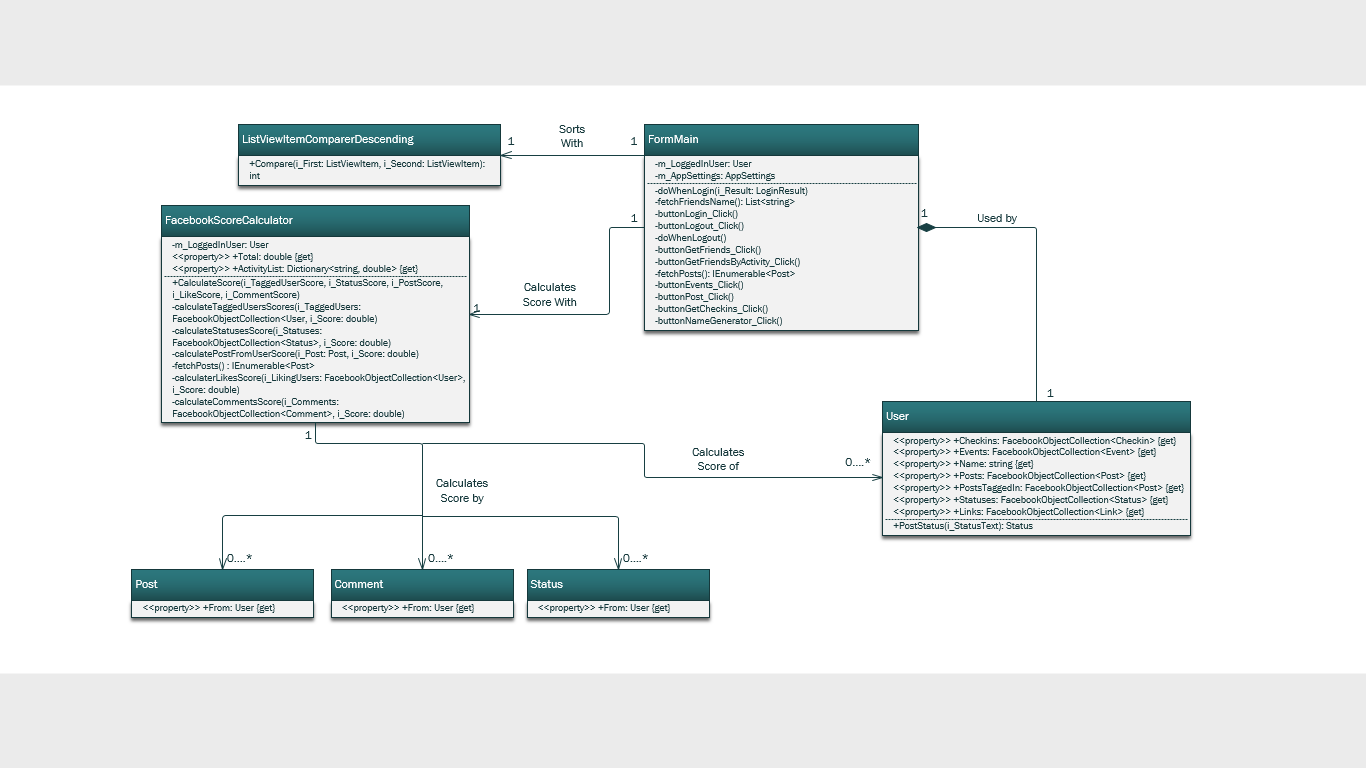 ListViewItemComparerDescending
+Compare(i_First: ListViewItem, i_Second: ListViewItem):
int
1
Sorts
With
1
FormMain
-m_LoggedInUser: User
-m_AppSettings: AppSettings
-doWhenLogin(i_Result: LoginResult)
-fetchFriendsName(): List<string>
-buttonLogin_Click()
-buttonLogout_Click()
-doWhenLogout()
-buttonGetFriends_Click()
-buttonGetFriendsByActivity_Click()
-fetchPosts(): IEnumerable<Post>
-buttonEvents_Click()
-buttonPost_Click()
-buttonGetCheckins_Click()
-buttonNameGenerator_Click()
FacebookScoreCalculator
-m_LoggedInUser: User
<<property>> +Total: double {get}
<<property>> +ActivityList: Dictionary<string, double> {get}
+CalculateScore(i_TaggedUserScore, i_StatusScore, i_PostScore,
i_LikeScore, i_CommentScore)
-calculateTaggedUsersScores(i_TaggedUsers:
FacebookObjectCollection<User, i_Score: double)
-calculateStatusesScore(i_Statuses:
FacebookObjectCollection<Status>, i_Score: double)
-calculatePostFromUserScore(i_Post: Post, i_Score: double)
-fetchPosts() : IEnumerable<Post>
-calculaterLikesScore(i_LikingUsers: FacebookObjectCollection<User>,
i_Score: double)
-calculateCommentsScore(i_Comments:
FacebookObjectCollection<Comment>, i_Score: double)
1
Calculates
Score With
1
1
Used by
1
User
<<property>> +Checkins: FacebookObjectCollection<Checkin> {get}
<<property>> +Events: FacebookObjectCollection<Event> {get}
<<property>> +Name: string {get}
<<property>> +Posts: FacebookObjectCollection<Post> {get}
<<property>> +PostsTaggedIn: FacebookObjectCollection<Post> {get}
<<property>> +Statuses: FacebookObjectCollection<Status> {get}
<<property>> +Links: FacebookObjectCollection<Link> {get}
+PostStatus(i_StatusText): Status
1
Calculates
Score of
0....*
Calculates
Score by
0....*
0....*
0....*
Post
<<property>> +From: User {get}
Comment
<<property>> +From: User {get}
Status
<<property>> +From: User {get}